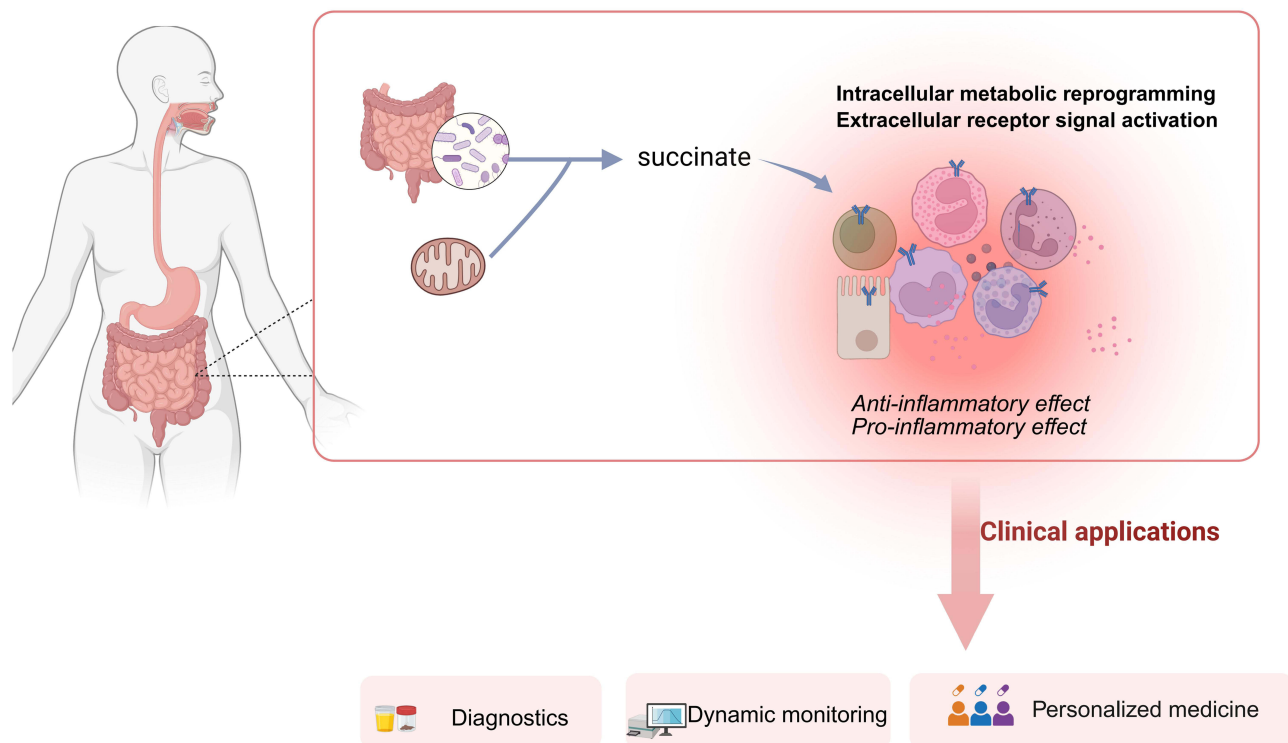 Intracellular metabolic reprogramming
Extracellular receptor signal activation
succinate
Anti-inflammatory effect
Pro-inflammatory effect
Clinical applications
Diagnostics
Dynamic monitoring
Personalized medicine